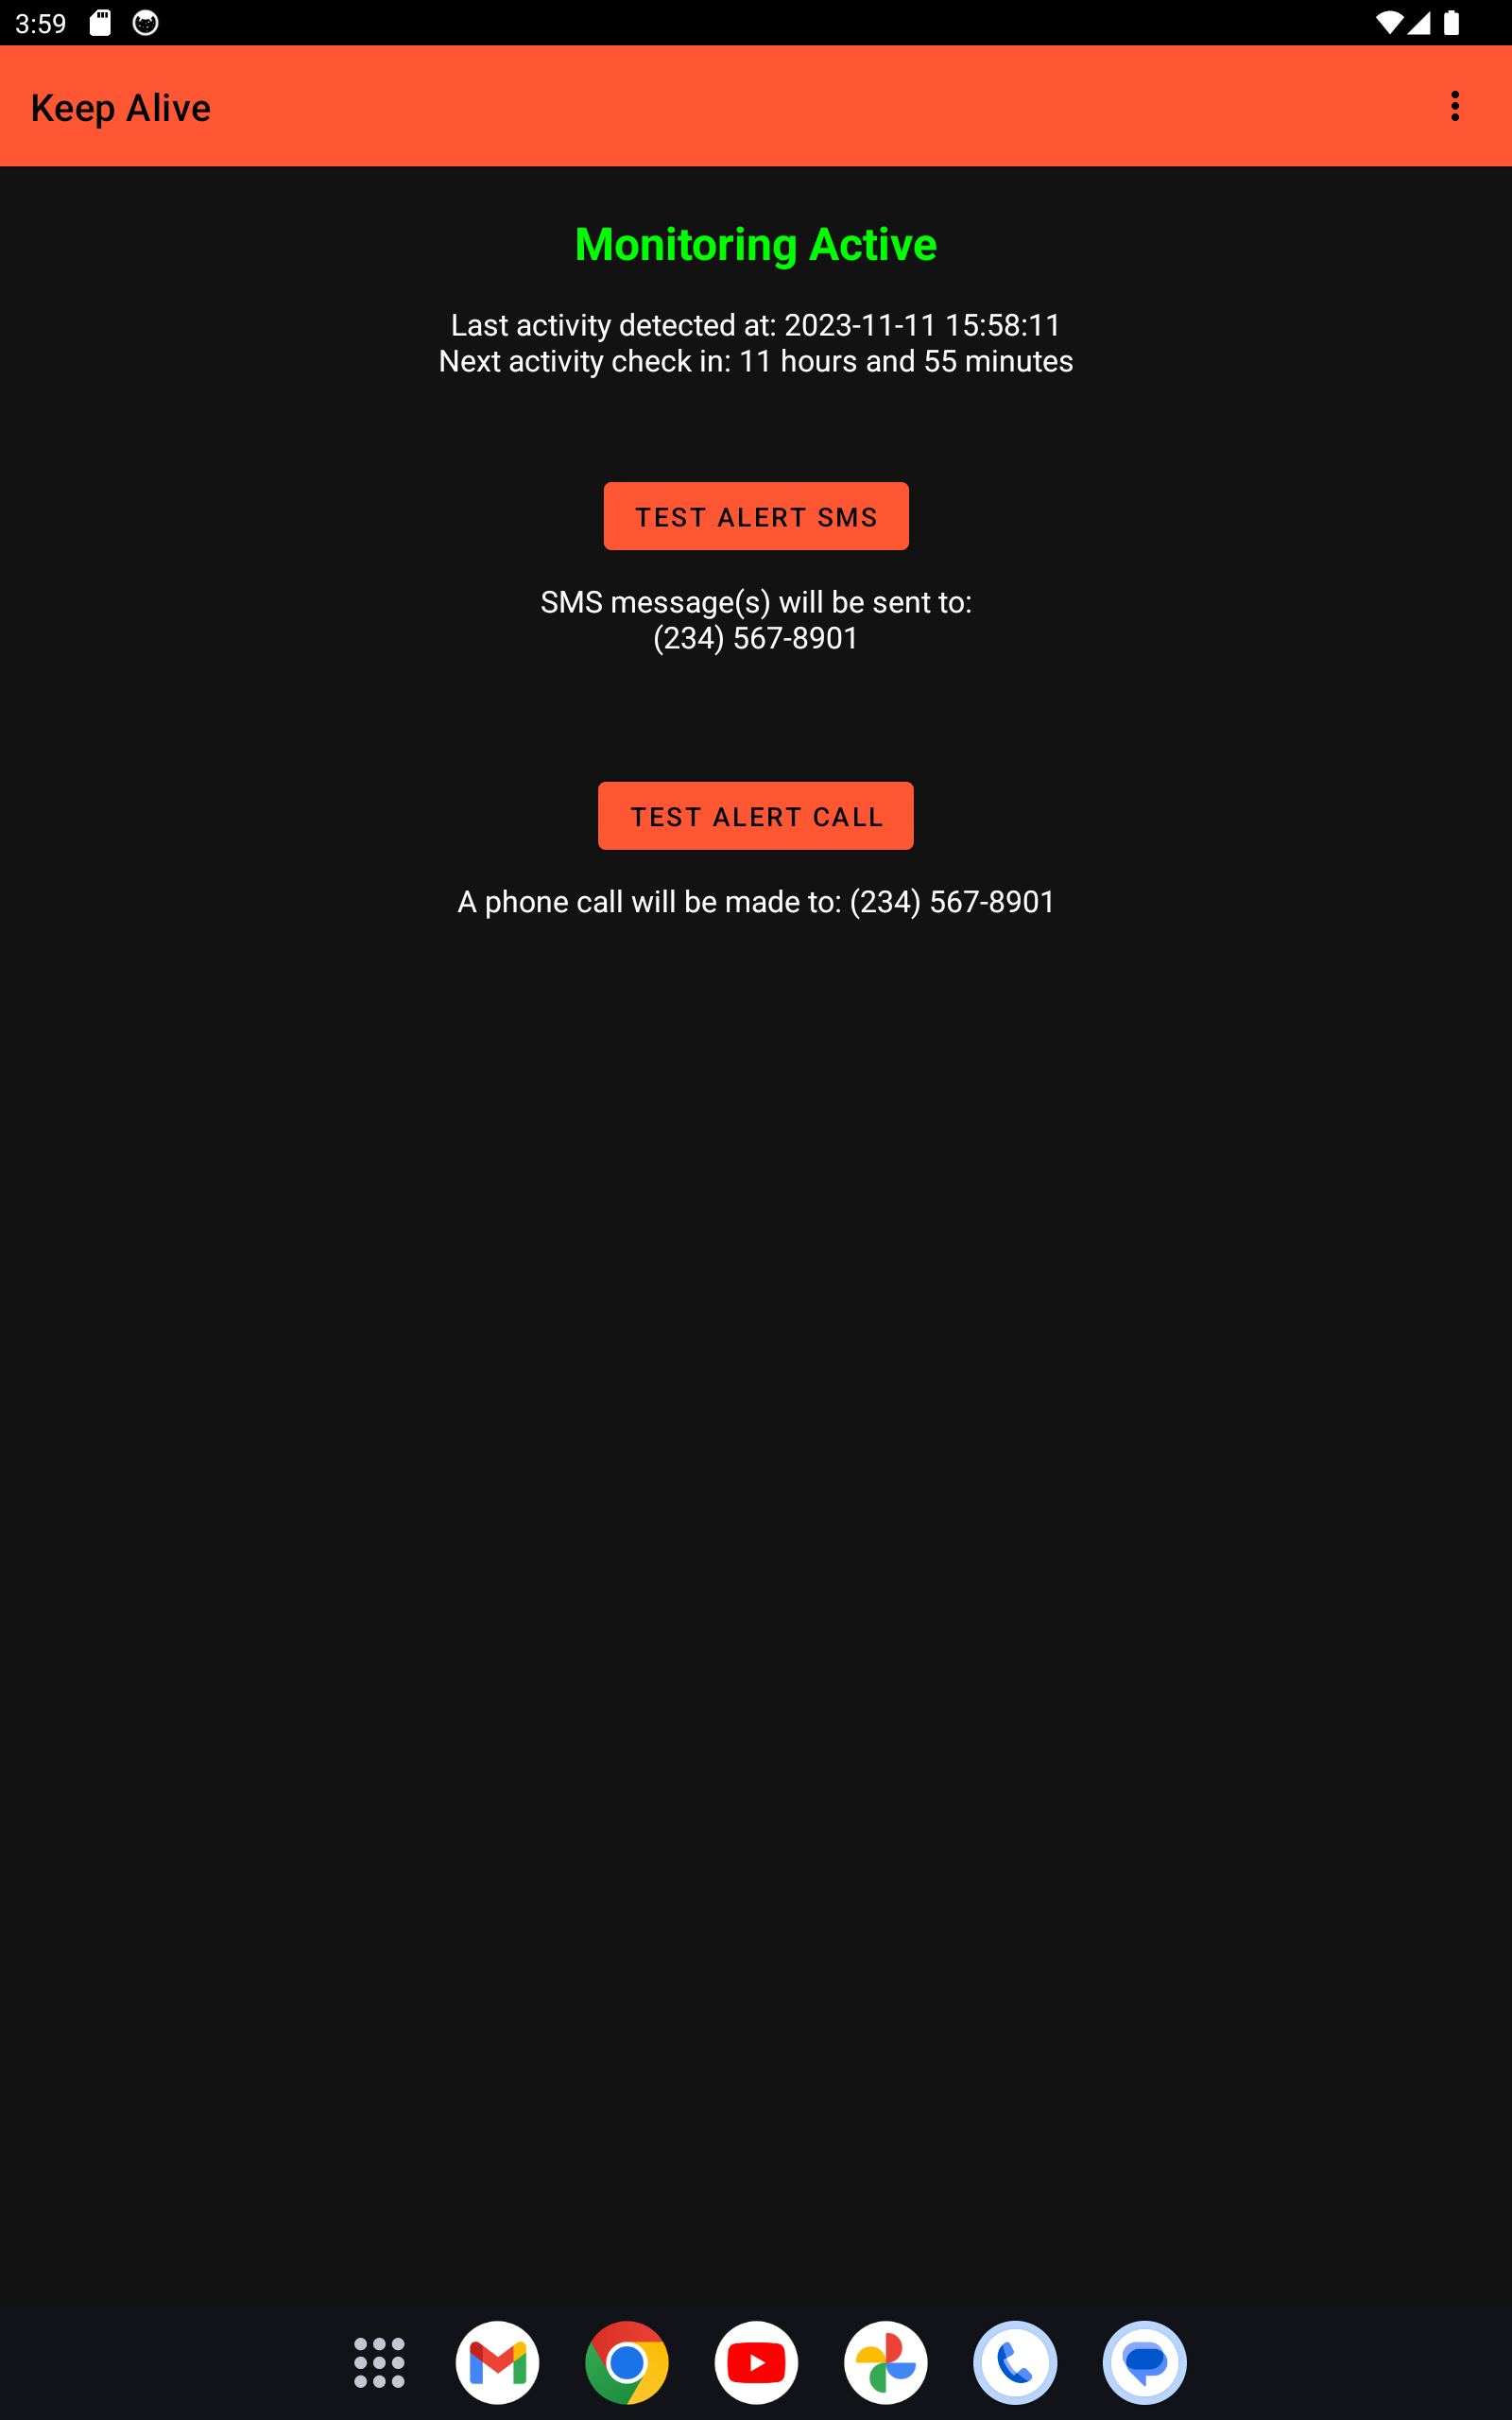 3:59
Keep Alive
Monitoring Active
Last activity detected at: 2023-11-11 15:58:11
Next activity check in: 11 hours and 55 minutes
TEST ALERT SMS
SMS message(s) will be sent to:
(234) 567-8901
TEST ALERT CALL
A phone call will be made to: (234) 567-8901